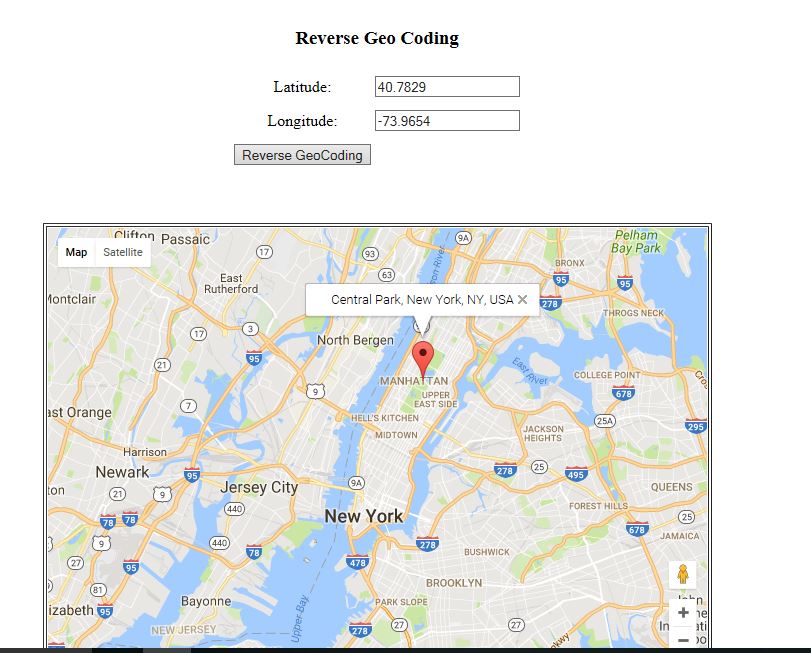 Reverse Geo Coding
Latitude:
40.7829
Longitude:
-73.9654
Reverse GeoCoding
Clifton
Passaic
Pelham
Bay Park
9A
Map
Satellite
17
93
BRONX
63
95
95
East
Rutherford
278
Central Park, New York, NY, USA
THROGS NECK
17
3
North Bergen
95
21
East River
COLLEGE POINT
MANHATTAN
678
9
UPPER
EAST SIDE
7
ast Orange
HELL'S KITCHEN
25A
295
MIDTOWN
JACKSON
HEIGHTS
Harrison
Newark
95
278
25
495
9A
QUEENS
Jersey City
21
9
440
FOREST HILLS
New York
78
78
25
678
JAMAICA
9
440
78
278
BUSHWICK
27
95
478
81
BROOKLYN
Bayonne
PARK SLOPE
izabeth
95
Upper Bay
278
27
27
NEW JERSEY